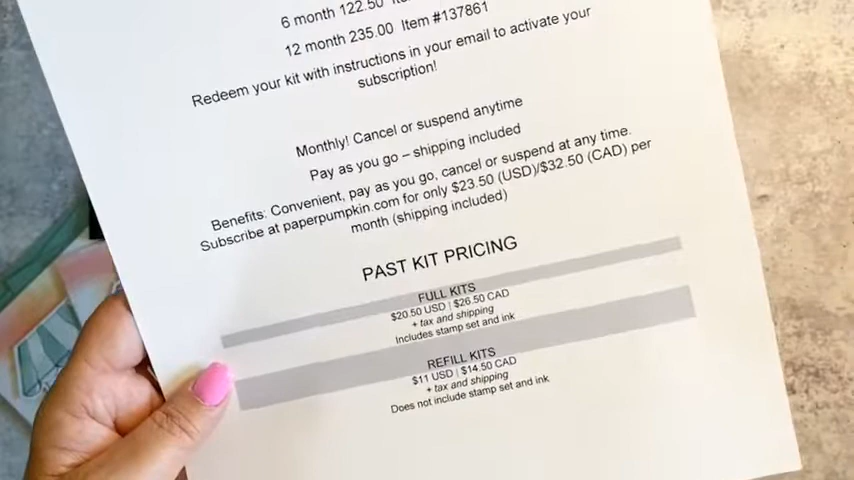 6 month 122.50
12 month 235.00 Item #137861
Redeem your kit with instructions in your email to activate your
subscription!
Monthly! Cancel or suspend anytime
Pay as you go – shipping included
Benefits: Convenient, pay as you go, cancel or suspend at any time.
Subscribe at paperpumpkin.com for only $23.50 (USD)/$32.50 (CAD) per
month (shipping included)
PAST KIT PRICING
FULL KITS
$20.50 USD | $26.50 CAD
+ tax and shipping
Includes stamp set and ink
REFILL KITS
$11 USD | $14.50 CAD
+ tax and shipping
Does not include stamp set and ink